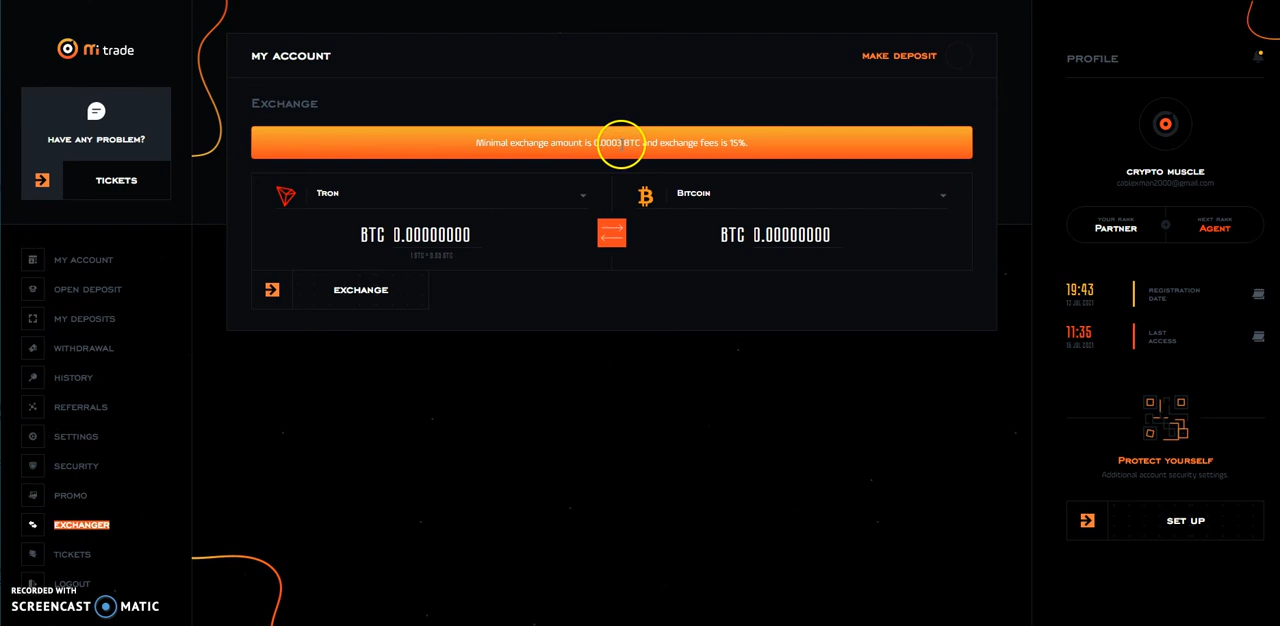 mi trade
HAVE ANY PROBLEM?
TICKETS
MY ACCOUNT
OPEN DEPOSIT
MY DEPOSITS
WITHDRAWAL
HISTORY
REFERRALS
SETTINGS
SECURITY
PROMO
EXCHANGER
TICKETS
LOGOUT
RECORDED WITH
SCREENCAST MATIC
MY ACCOUNT
MAKE DEPOSIT
EXCHANGE
Minimal exchange amount is 0.0003 BTC and exchange fees is 15%.
TRON
BITCOIN
BTC 0.00000000
BTC 0.00000000
EXCHANGE
PROFILE
CRYPTO MUSCLE
YOUR RANK
PARTNER
NEXT RANK
AGENT
19:43
REGISTRATION
DATE
11:35
LAST
ACCESS
PROTECT YOURSELF
Additional account security settings.
SET UP